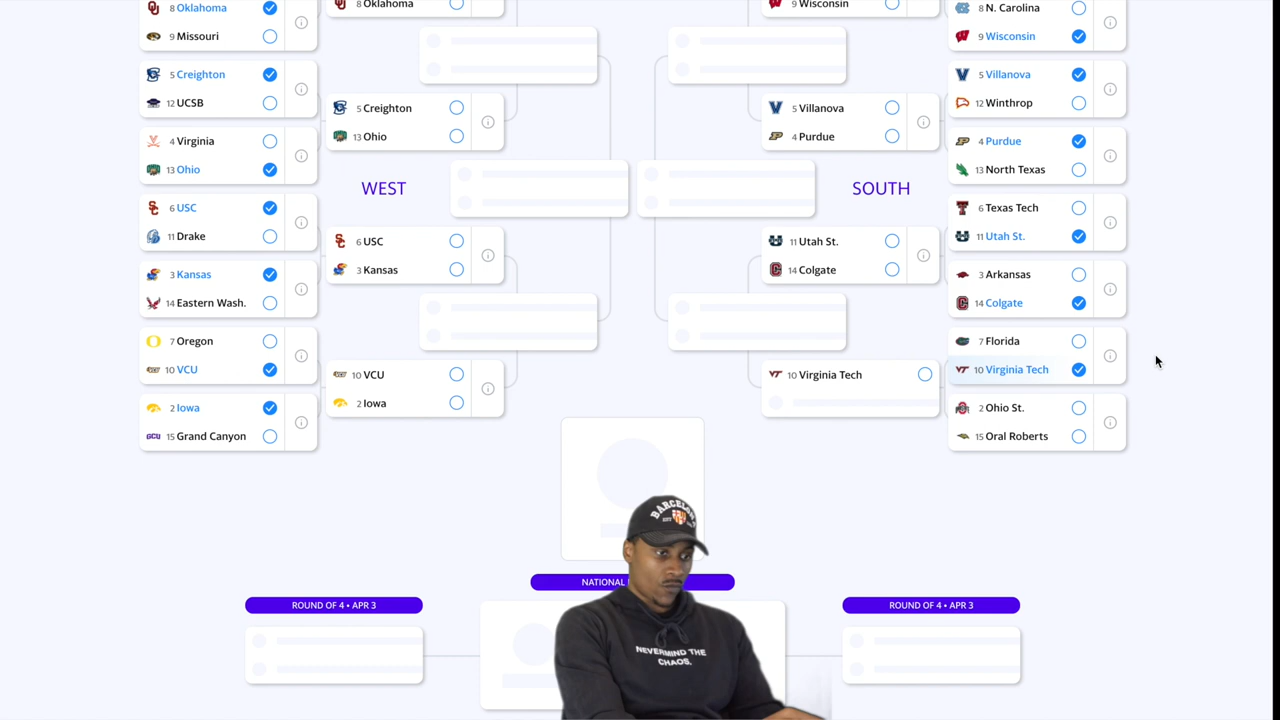 8 Oklahoma
9 Missouri
5 Creighton
12 UCSB
4 Virginia
13 Ohio
6 USC
11 Drake
3 Kansas
14 Eastern Wash.
7 Oregon
10 VCU
2 Iowa
GCU 15 Grand Canyon
8 Oklahoma
5 Creighton
13 Ohio
WEST
6 USC
3 Kansas
10 VCU
2 Iowa
9 Wisconsin
5 Villanova
4 Purdue
SOUTH
11 Utah St.
14 Colgate
10 Virginia Tech
8 N. Carolina
9 Wisconsin
5 Villanova
12 Winthrop
4 Purdue
13 North Texas
6 Texas Tech
11 Utah St.
3 Arkansas
14 Colgate
7 Florida
10 Virginia Tech
2 Ohio St.
15 Oral Roberts
NATIONAL
ROUND OF 4 • APR 3
ROUND OF 4 • APR 3
NEVERMIND THE
CHAOS.